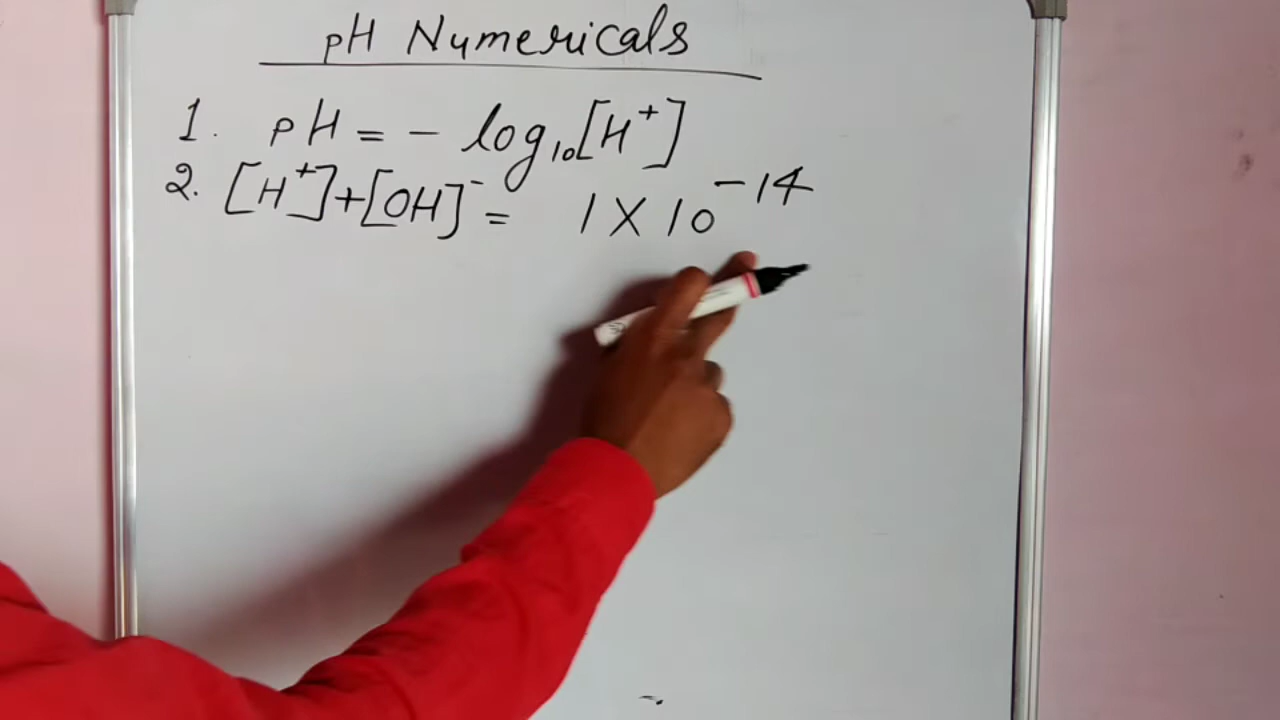 pH Numericals
1. pH = - log₁₀[H⁺]
2. [H⁺]+[OH]⁻ = 1 X 10⁻¹⁴